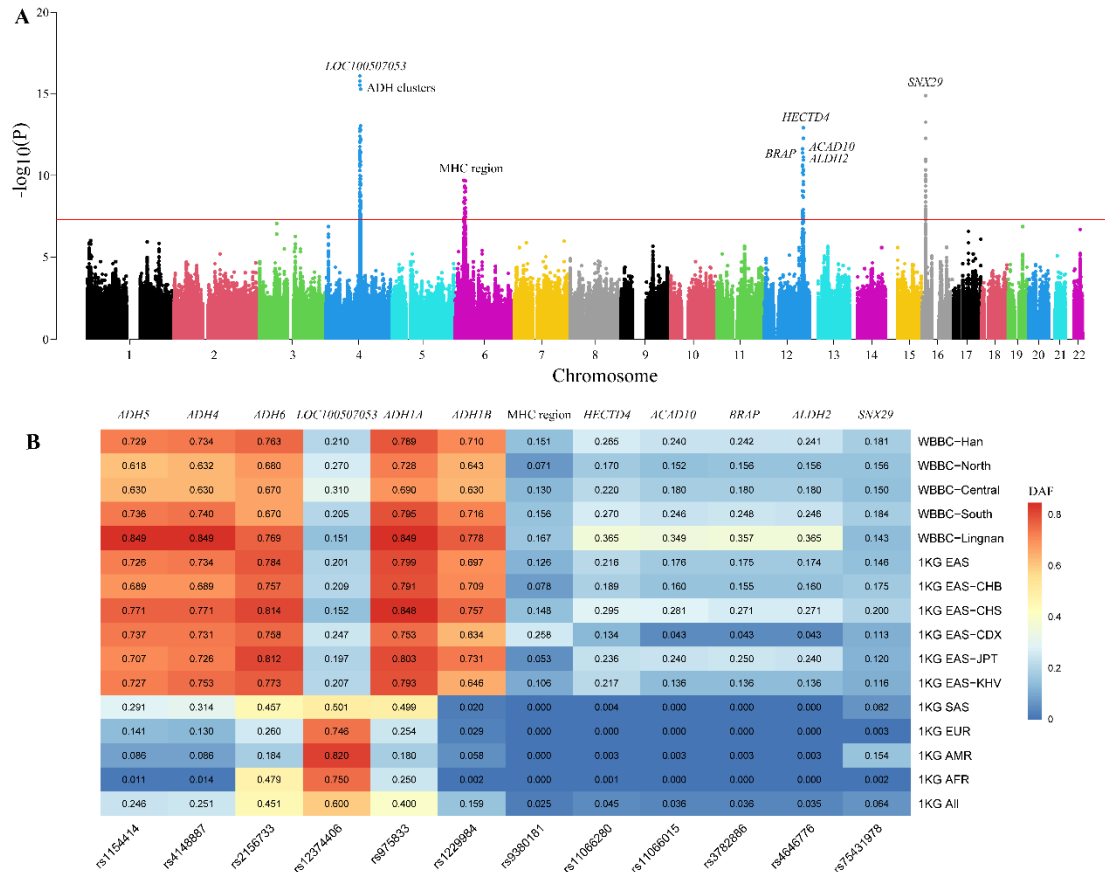 A
20
15
10
5
0
-log10(P)
LOC100507053
ADH clusters
MHC region
HECTD4
BRAP
ACAD10
ALDH2
SNX29
1 2 3 4 5 6 7 8 9 10 11 12 13 14 15 16 17 18 19 20 21 22
Chromosome
B
ADH5 ADH4 ADH6 LOC100507053 ADH1A ADH1B MHC region HECTD4 ACAD10 BRAP ALDH2 SNX29
0.729 0.734 0.763 0.210 0.789 0.710 0.151 0.265 0.240 0.242 0.241 0.181 WBBC-Han
0.618 0.632 0.680 0.270 0.728 0.643 0.071 0.170 0.152 0.156 0.156 0.156 WBBC-North
0.630 0.630 0.670 0.310 0.690 0.630 0.130 0.220 0.180 0.180 0.180 0.150 WBBC-Central
0.736 0.740 0.670 0.205 0.795 0.716 0.156 0.270 0.246 0.248 0.246 0.184 WBBC-South
0.849 0.849 0.769 0.151 0.849 0.778 0.167 0.365 0.349 0.357 0.365 0.143 WBBC-Lingnan
0.726 0.734 0.784 0.201 0.799 0.697 0.126 0.216 0.176 0.175 0.174 0.146 1KG EAS
0.689 0.689 0.757 0.209 0.791 0.709 0.078 0.189 0.160 0.155 0.160 0.175 1KG EAS-CHB
0.771 0.771 0.814 0.152 0.848 0.757 0.148 0.295 0.281 0.271 0.271 0.200 1KG EAS-CHS
0.737 0.731 0.758 0.247 0.753 0.634 0.258 0.134 0.043 0.043 0.043 0.113 1KG EAS-CDX
0.707 0.726 0.812 0.197 0.803 0.731 0.053 0.236 0.240 0.250 0.240 0.120 1KG EAS-JPT
0.727 0.753 0.773 0.207 0.793 0.646 0.106 0.217 0.136 0.136 0.136 0.116 1KG EAS-KHV
0.291 0.314 0.457 0.501 0.499 0.020 0.000 0.004 0.000 0.000 0.000 0.062 1KG SAS
0.141 0.130 0.260 0.746 0.254 0.029 0.000 0.000 0.000 0.000 0.000 0.003 1KG EUR
0.086 0.086 0.184 0.820 0.180 0.058 0.000 0.003 0.003 0.003 0.003 0.154 1KG AMR
0.011 0.014 0.479 0.750 0.250 0.002 0.000 0.001 0.000 0.000 0.000 0.002 1KG AFR
0.246 0.251 0.451 0.600 0.400 0.159 0.025 0.045 0.036 0.036 0.035 0.064 1KG All
rs1154414 rs4148887 rs2156733 rs12374406 rs975833 rs1229984 rs9380181 rs11066280 rs11066015 rs3782886 rs4646776 rs75431978
DAF
0.8
0.6
0.4
0.2
0